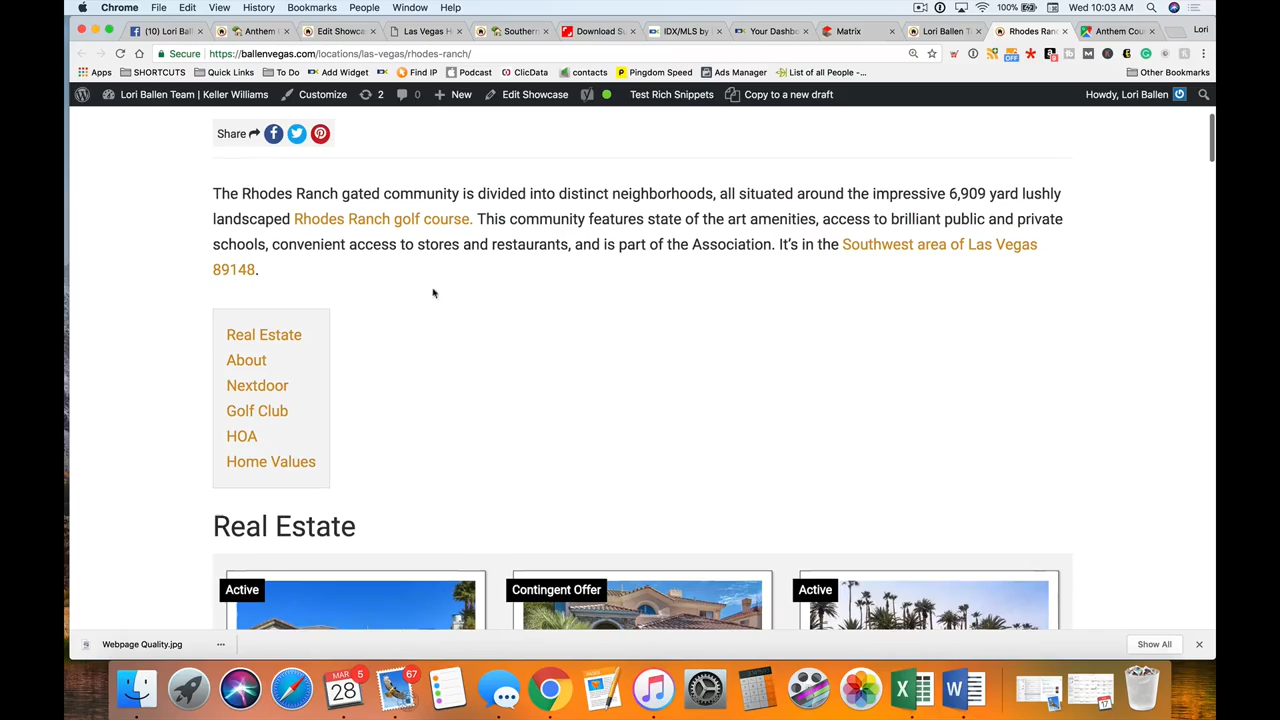 Chrome File Edit View History Bookmarks People Window Help 100% Wed 10:03 AM
(10) Lori Ball Anthem Edit Showca Las Vegas H Southern Download Su IDX/MLS by Your Dashbo Matrix Lori Ballen T Rhodes Ran Anthem Cou Lori
Secure https://ballenvegas.com/locations/las-vegas/rhodes-ranch/
Apps SHORTCUTS Quick Links To Do Add Widget Find IP Podcast ClicData contacts Pingdom Speed Ads Manager List of all People -... Other Bookmarks
Lori Ballen Team | Keller Williams Customize 2 0 New Edit Showcase Test Rich Snippets Copy to a new draft Howdy, Lori Ballen
Share
The Rhodes Ranch gated community is divided into distinct neighborhoods, all situated around the impressive 6,909 yard lushly
landscaped Rhodes Ranch golf course. This community features state of the art amenities, access to brilliant public and private
schools, convenient access to stores and restaurants, and is part of the Association. It's in the Southwest area of Las Vegas
89148.
Real Estate
About
Nextdoor
Golf Club
HOA
Home Values
Real Estate
Active Contingent Offer Active
Webpage Quality.jpg Show All
MAR 5 67
28 17